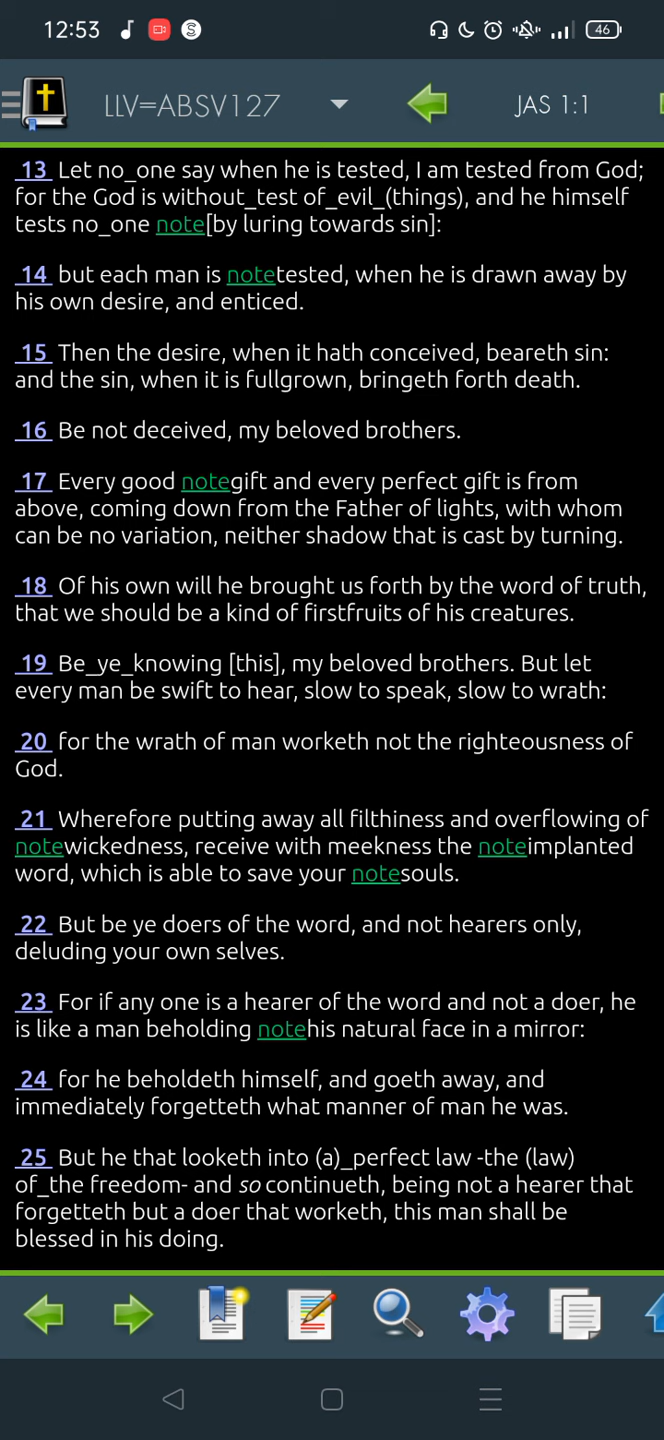 12:53
46
LLV=ABSV127
JAS 1:1
13 Let no_one say when he is tested, I am tested from God;
for the God is without_test of_evil_(things), and he himself
tests no_one note[by luring towards sin]:
14 but each man is notetested, when he is drawn away by
his own desire, and enticed.
15 Then the desire, when it hath conceived, beareth sin:
and the sin, when it is fullgrown, bringeth forth death.
16 Be not deceived, my beloved brothers.
17 Every good notegift and every perfect gift is from
above, coming down from the Father of lights, with whom
can be no variation, neither shadow that is cast by turning.
18 Of his own will he brought us forth by the word of truth,
that we should be a kind of firstfruits of his creatures.
19 Be_ye_knowing [this], my beloved brothers. But let
every man be swift to hear, slow to speak, slow to wrath:
20 for the wrath of man worketh not the righteousness of
God.
21 Wherefore putting away all filthiness and overflowing of
notewickedness, receive with meekness the noteimplanted
word, which is able to save your notesouls.
22 But be ye doers of the word, and not hearers only,
deluding your own selves.
23 For if any one is a hearer of the word and not a doer, he
is like a man beholding notehis natural face in a mirror:
24 for he beholdeth himself, and goeth away, and
immediately forgetteth what manner of man he was.
25 But he that looketh into (a)_perfect law -the (law)
of_the freedom- and so continueth, being not a hearer that
forgetteth but a doer that worketh, this man shall be
blessed in his doing.